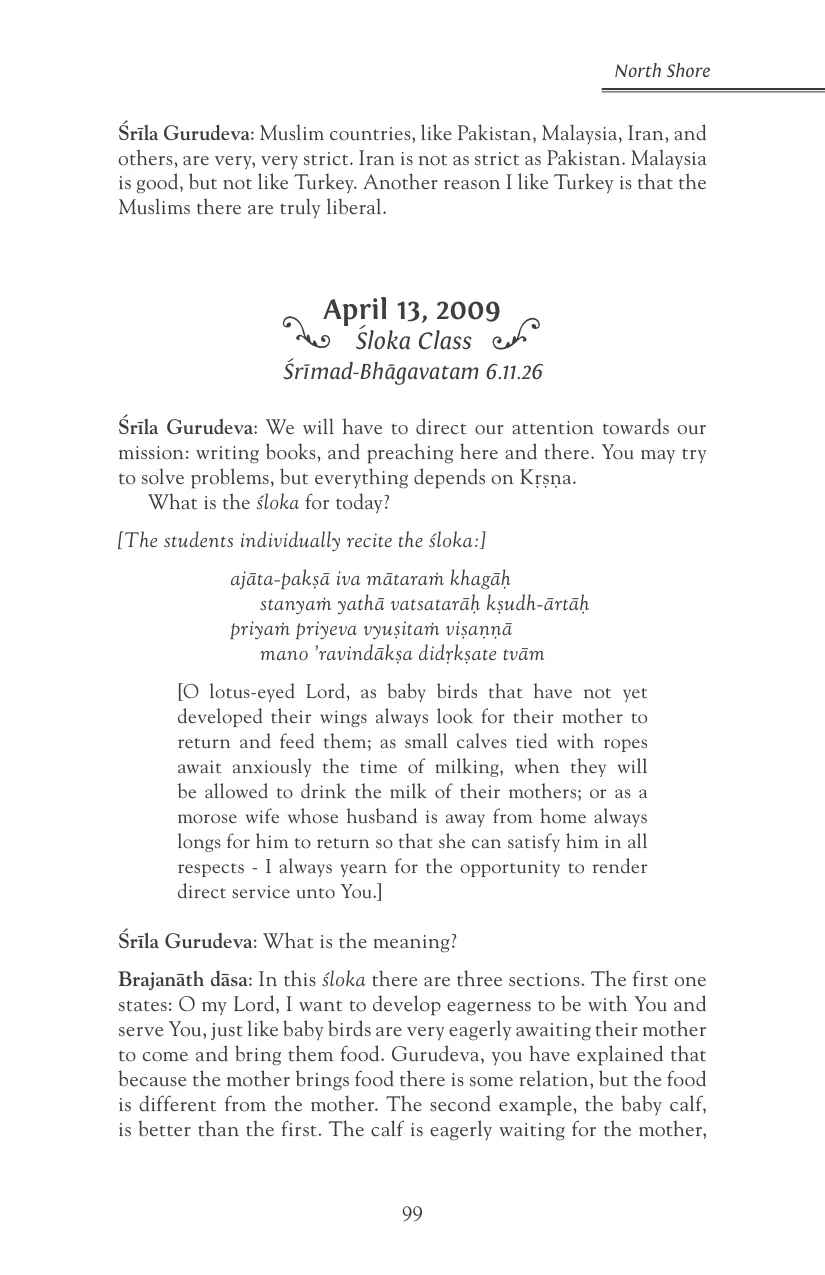 North Shore
Śrīla Gurudeva: Muslim countries, like Pakistan, Malaysia, Iran, and
others, are very, very strict. Iran is not as strict as Pakistan. Malaysia
is good, but not like Turkey. Another reason I like Turkey is that the
Muslims there are truly liberal.
April 13, 2009
Śloka Class
Śrīmad-Bhāgavatam 6.11.26
Śrīla Gurudeva: We will have to direct our attention towards our
mission: writing books, and preaching here and there. You may try
to solve problems, but everything depends on Kṛṣṇa.
What is the śloka for today?
[The students individually recite the śloka:]
ajāta-pakṣā iva mātaraṁ khagāḥ
stanyaṁ yathā vatsatarāḥ kṣudh-ārtāḥ
priyaṁ priyeva vyuṣitaṁ viṣaṇṇā
mano ’ravindākṣa didṛkṣate tvām
[O lotus-eyed Lord, as baby birds that have not yet
developed their wings always look for their mother to
return and feed them; as small calves tied with ropes
await anxiously the time of milking, when they will
be allowed to drink the milk of their mothers; or as a
morose wife whose husband is away from home always
longs for him to return so that she can satisfy him in all
respects - I always yearn for the opportunity to render
direct service unto You.]
Śrīla Gurudeva: What is the meaning?
Brajanāth dāsa: In this śloka there are three sections. The first one
states: O my Lord, I want to develop eagerness to be with You and
serve You, just like baby birds are very eagerly awaiting their mother
to come and bring them food. Gurudeva, you have explained that
because the mother brings food there is some relation, but the food
is different from the mother. The second example, the baby calf,
is better than the first. The calf is eagerly waiting for the mother,
99